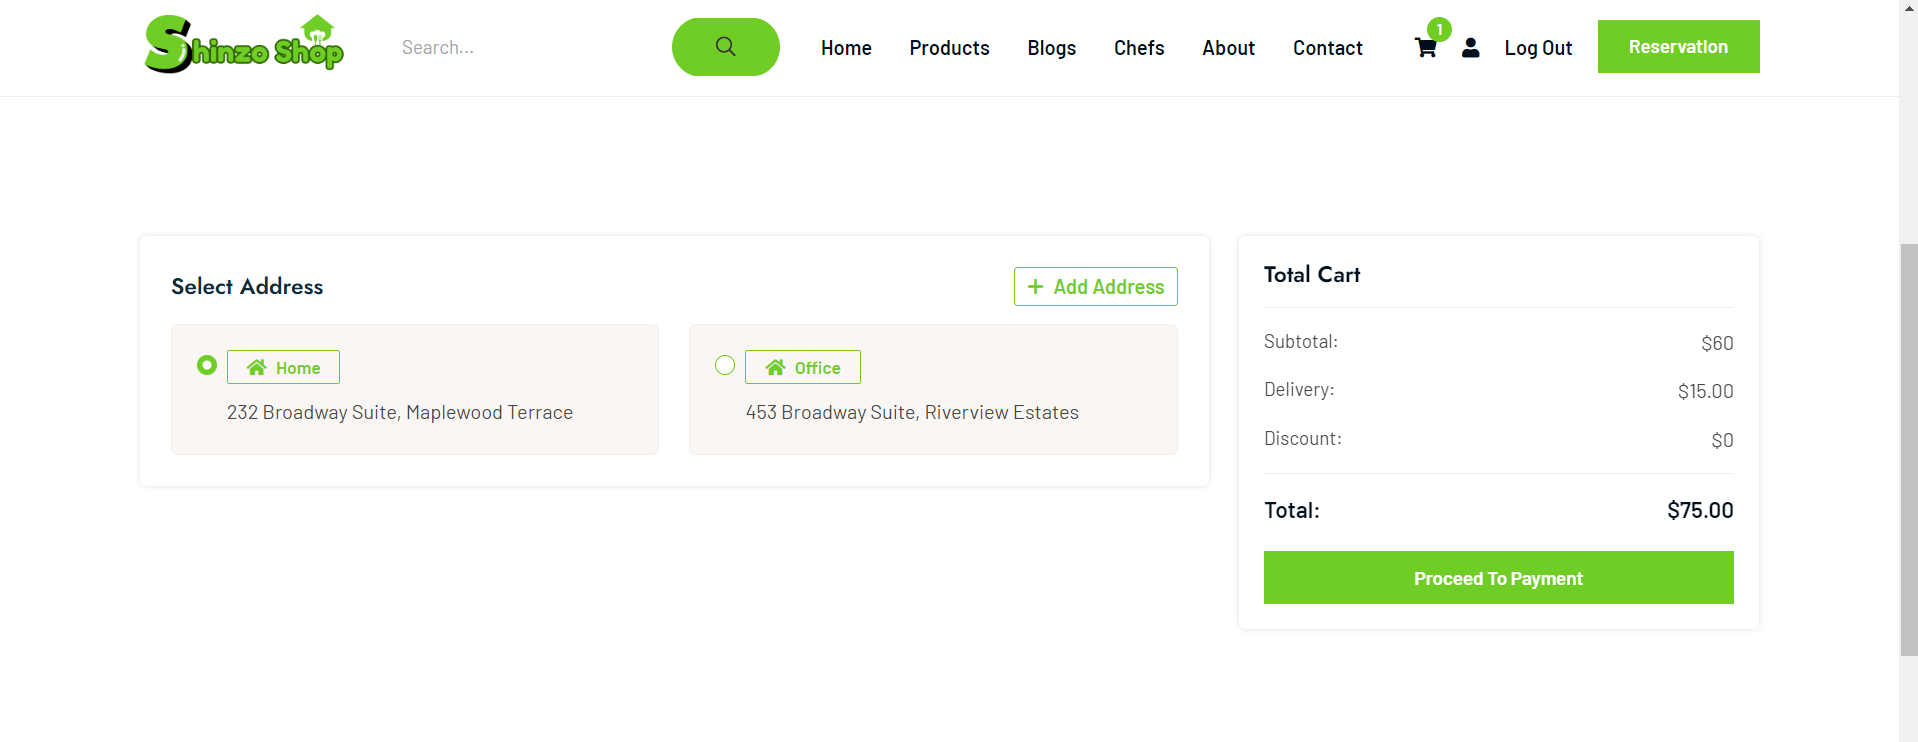 Shinzo Shop
Search...
Home Products Blogs Chefs About Contact
1
Log Out
Reservation
Select Address
+ Add Address
Home
232 Broadway Suite, Maplewood Terrace
Office
453 Broadway Suite, Riverview Estates
Total Cart
Subtotal: $60
Delivery: $15.00
Discount: $0
Total: $75.00
Proceed To Payment